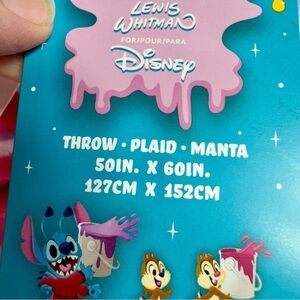 LEWIS
WHITMAN
FOR/POUR/PARA
Disney
THROW • PLAID • MANTA
50IN. X 60IN.
127CM X 152CM